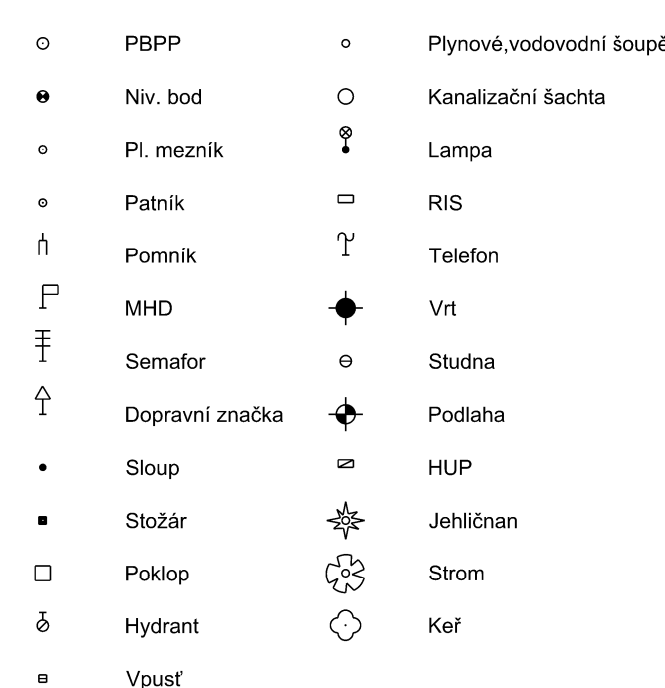 PBPP
Niv. bod
Pl. mezník
Patník
Pomník
MHD
Semafor
Dopravní značka
Sloup
Stožár
Poklop
Hydrant
Vpusť
Plynové,vodovodní šoupě
Kanalizační šachta
Lampa
RIS
Telefon
Vrt
Studna
Podlaha
HUP
Jehličnan
Strom
Keř